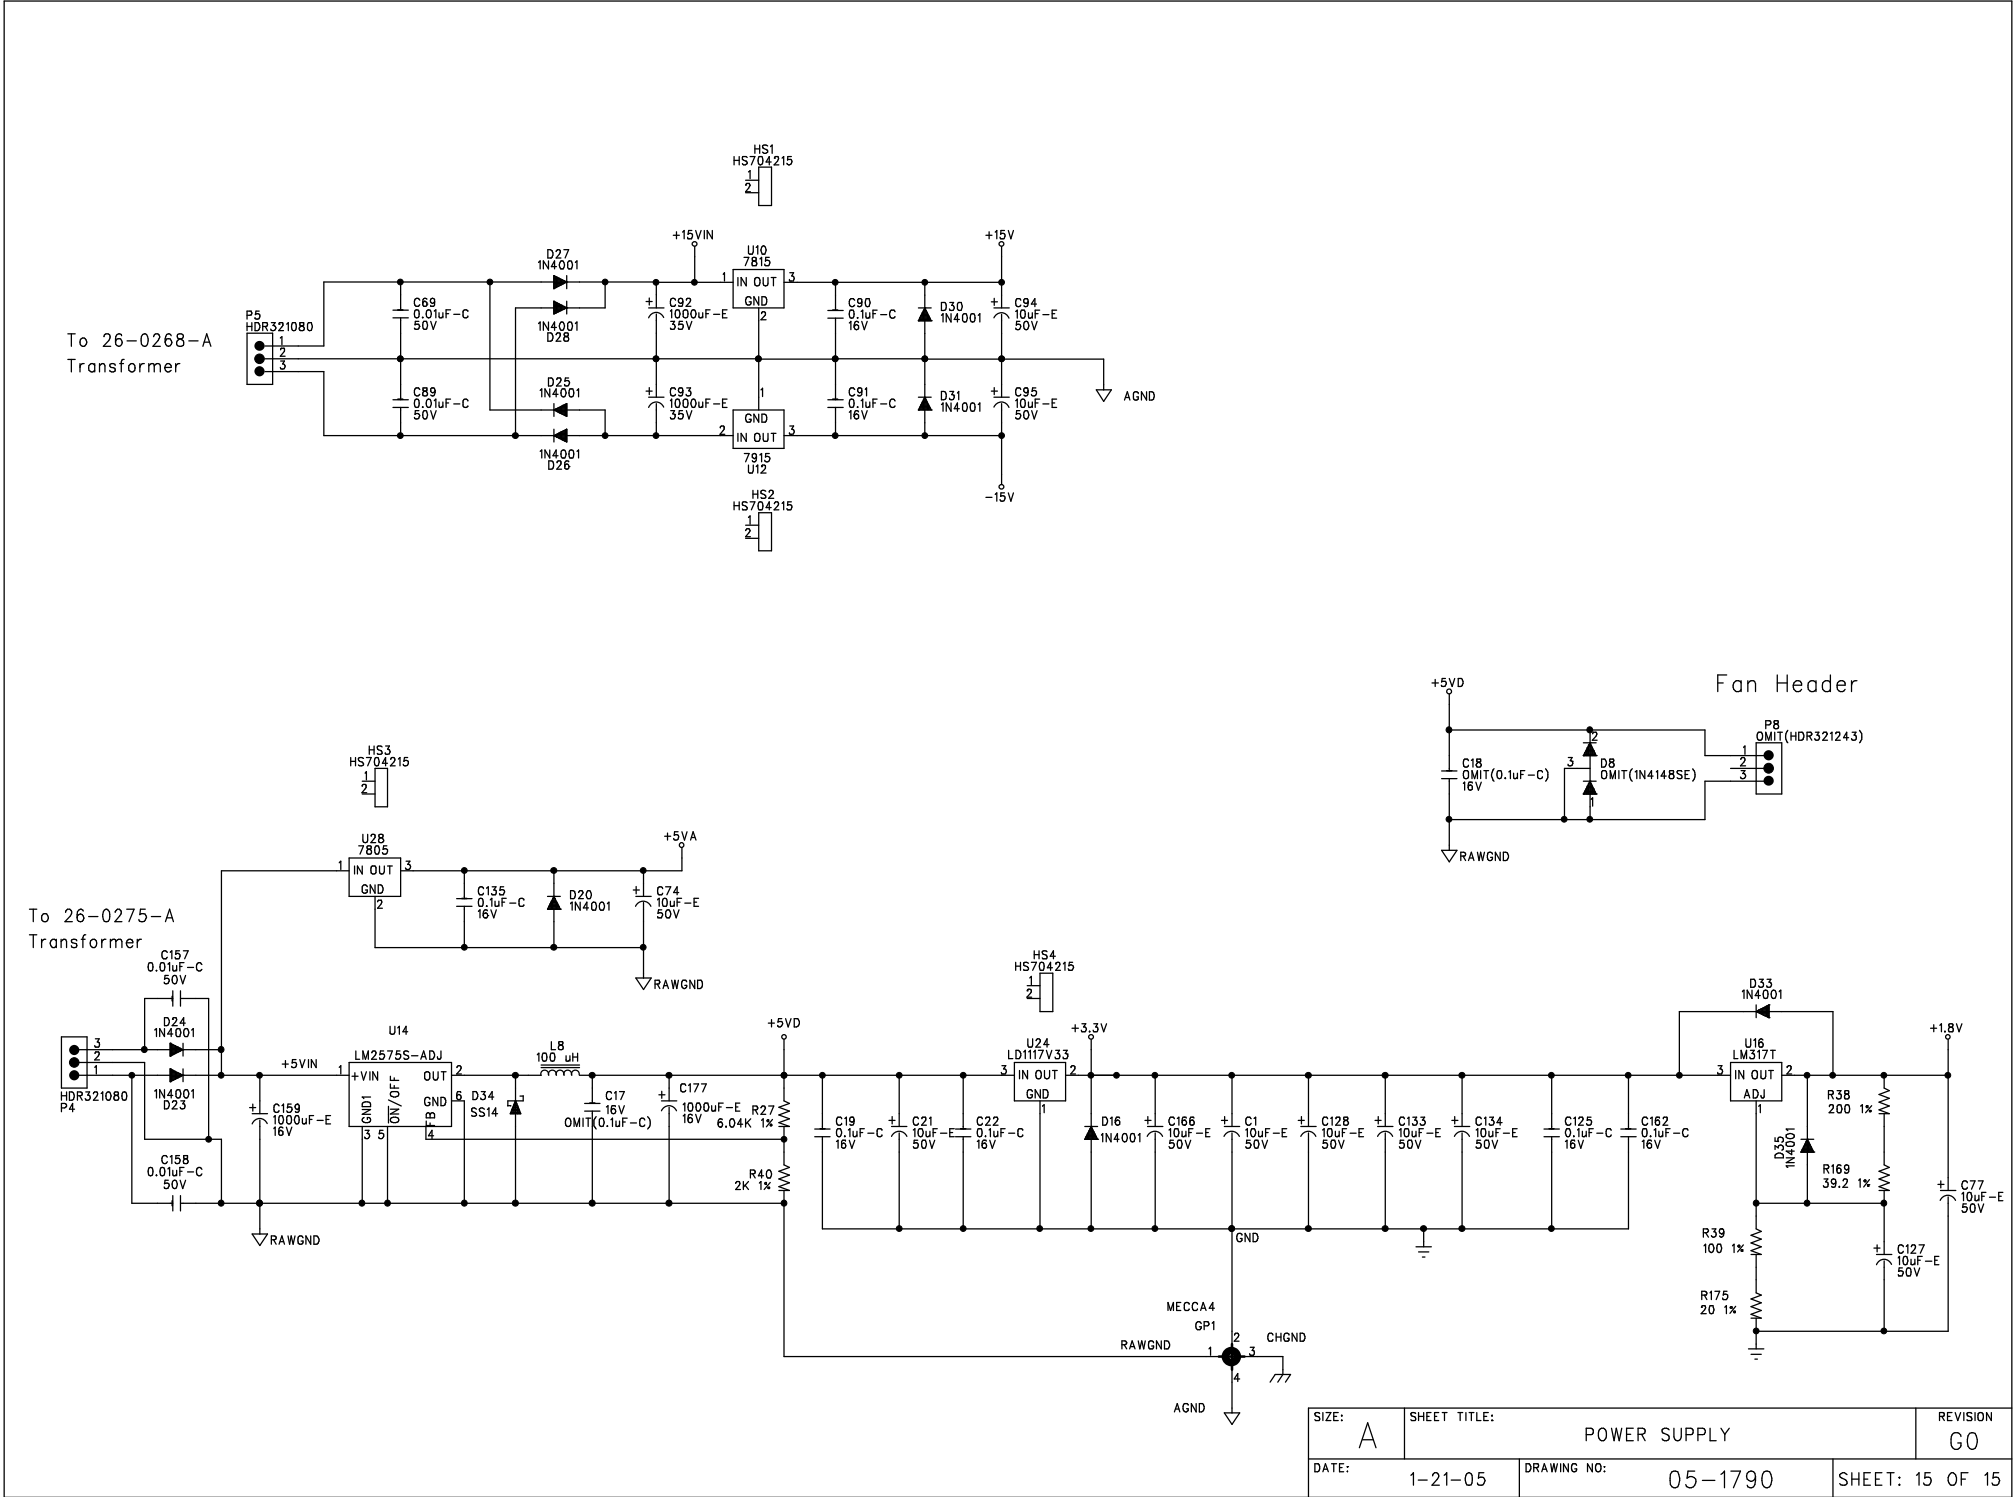 HS1
HS704215
1
2
+15VIN
+15V
D27
1N4001
U10
7815
1
IN OUT
3
GND
2
P5
HDR321080
1
2
3
To 26-0268-A
Transformer
C69
0.01uF-C
50V
1N4001
D28
C92
1000uF-E
35V
+
C90
0.1uF-C
16V
D30
1N4001
C94
10uF-E
50V
+
C89
0.01uF-C
50V
D25
1N4001
C93
1000uF-E
35V
+
1
GND
2
IN OUT
3
7915
U12
C91
0.1uF-C
16V
D31
1N4001
C95
10uF-E
50V
+
AGND
1N4001
D26
-15V
HS2
HS704215
1
2
+5VD
Fan Header
P8
OMIT(HDR321243)
1
2
3
C18
OMIT(0.1uF-C)
16V
2
3
1
D8
OMIT(1N4148SE)
RAWGND
HS3
HS704215
1
2
U28
7805
1
IN OUT
3
GND
2
+5VA
C135
0.1uF-C
16V
D20
1N4001
C74
10uF-E
50V
+
RAWGND
To 26-0275-A
Transformer
C157
0.01uF-C
50V
D24
1N4001
3
2
1
HDR321080
P4
1N4001
D23
+5VIN
C159
1000uF-E
16V
+
C158
0.01uF-C
50V
RAWGND
U14
LM2575S-ADJ
1
+VIN
OUT
2
GND
6
GND1
ON/OFF
FB
3
5
4
D34
SS14
L8
100 uH
C17
16V
OMIT(0.1uF-C)
C177
1000uF-E
16V
+
+5VD
R27
6.04K 1%
R40
2K 1%
HS4
HS704215
1
2
U24
LD1117V33
3
IN OUT
2
GND
1
+3.3V
C19
0.1uF-C
16V
C21
10uF-E
50V
+
C22
0.1uF-C
16V
D16
1N4001
C166
10uF-E
50V
+
C1
10uF-E
50V
+
C128
10uF-E
50V
+
C133
10uF-E
50V
+
C134
10uF-E
50V
+
C125
0.1uF-C
16V
C162
0.1uF-C
16V
GND
D33
1N4001
U16
LM317T
3
IN OUT
2
ADJ
1
+1.8V
R38
200 1%
D35
1N4001
R169
39.2 1%
C77
10uF-E
50V
+
R39
100 1%
C127
10uF-E
50V
+
R175
20 1%
MECCA4
GP1
RAWGND
1
2
3
4
CHGND
AGND
SIZE:
A
SHEET TITLE:
POWER SUPPLY
REVISION
G0
DATE:
1-21-05
DRAWING NO:
05-1790
SHEET: 15 OF 15